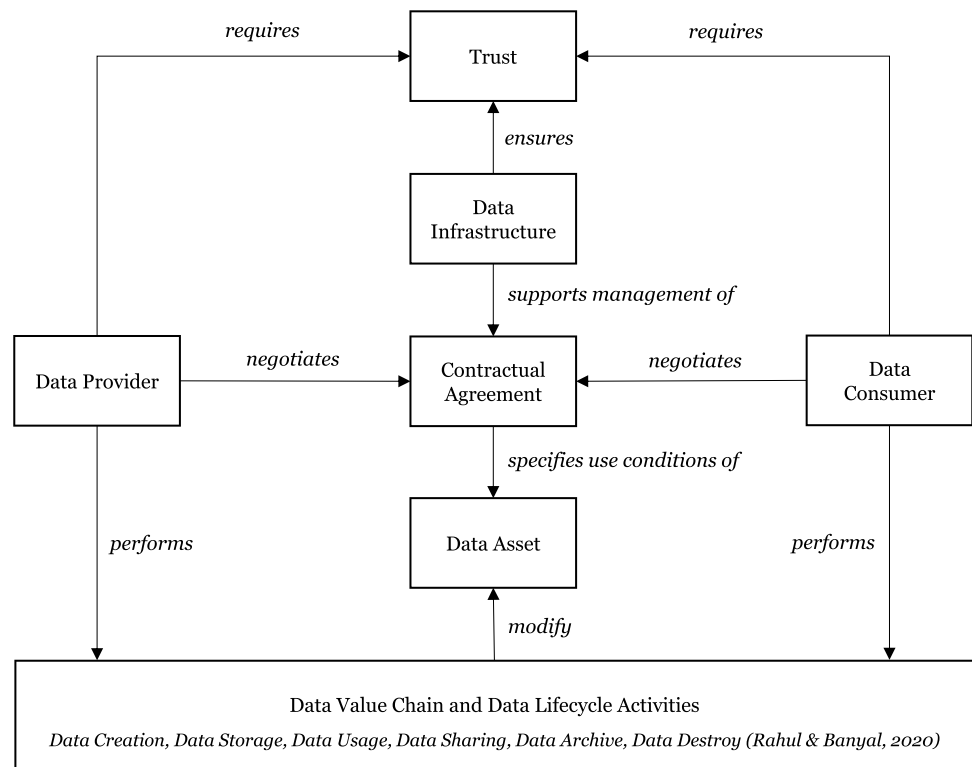 requires
requires
Trust
ensures
Data
Infrastructure
supports management of
Data Provider
negotiates
Contractual
Agreement
negotiates
Data
Consumer
specifies use conditions of
performs
Data Asset
performs
modify
Data Value Chain and Data Lifecycle Activities
Data Creation, Data Storage, Data Usage, Data Sharing, Data Archive, Data Destroy (Rahul & Banyal, 2020)